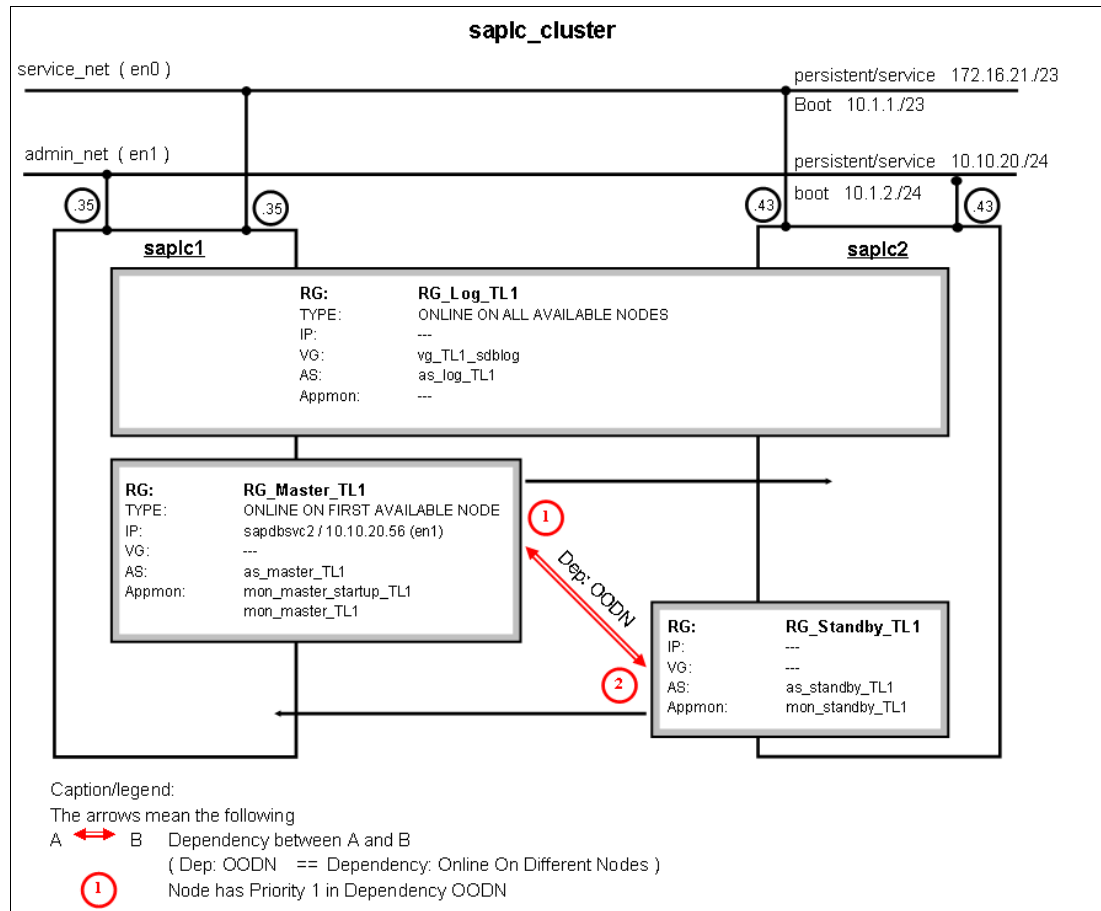 saplc_cluster
service_net ( en0 )
persistent/service 172.16.21./23
Boot 10.1.1./23
admin_net ( en1 )
persistent/service 10.10.20./24
boot 10.1.2./24
.35
.35
.43
.43
saplc1
saplc2
RG: RG_Log_TL1
TYPE: ONLINE ON ALL AVAILABLE NODES
IP: ---
VG: vg_TL1_sdblog
AS: as_log_TL1
Appmon: ---
RG: RG_Master_TL1
TYPE: ONLINE ON FIRST AVAILABLE NODE
IP: sapdbsvc2 / 10.10.20.56 (en1)
VG: ---
AS: as_master_TL1
Appmon: mon_master_startup_TL1
mon_master_TL1
1
Dep: OODN
2
RG: RG_Standby_TL1
IP: ---
VG: ---
AS: as_standby_TL1
Appmon: mon_standby_TL1
Caption/legend:
The arrows mean the following
A B Dependency between A and B
( Dep: OODN == Dependency: Online On Different Nodes )
1 Node has Priority 1 in Dependency OODN